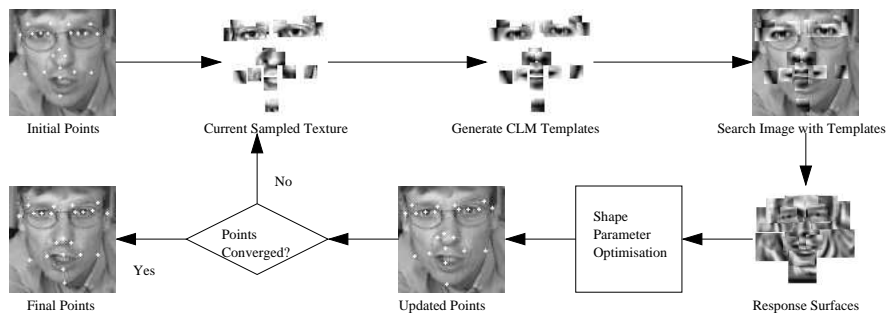 Initial Points
Current Sampled Texture
Generate CLM Templates
Search Image with Templates
No
Shape
Parameter
Optimisation
Points
Converged?
Yes
Final Points
Updated Points
Response Surfaces